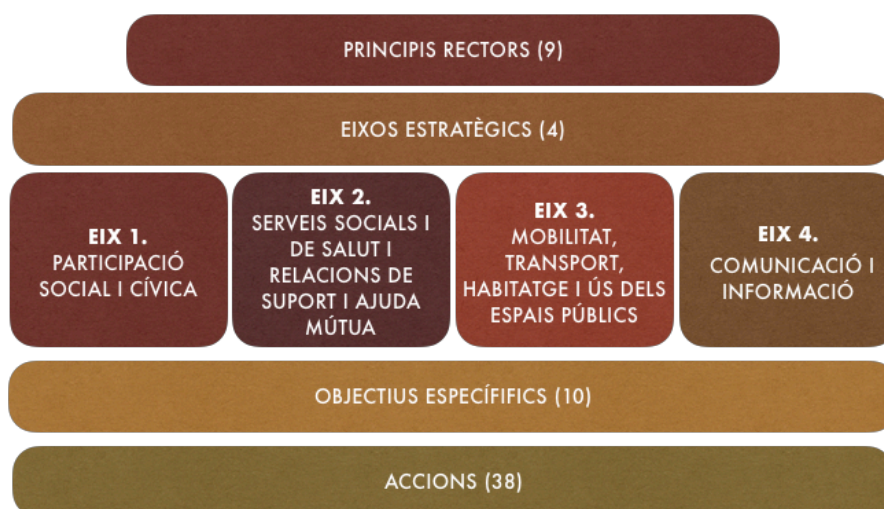 PRINCIPIS RECTORS (9)
EIXOS ESTRATÈGICS (4)
EIX 1.
PARTICIPACIÓ
SOCIAL I CÍVICA
EIX 2.
SERVEIS SOCIALS I
DE SALUT I
RELACIONS DE
SUPORT I AJUDA
MÚTUA
EIX 3.
MOBILITAT,
TRANSPORT,
HABITATGE I ÚS DELS
ESPAIS PÚBLICS
EIX 4.
COMUNICACIÓ I
INFORMACIÓ
OBJECTIUS ESPECÍFIFICS (10)
ACCIONS (38)